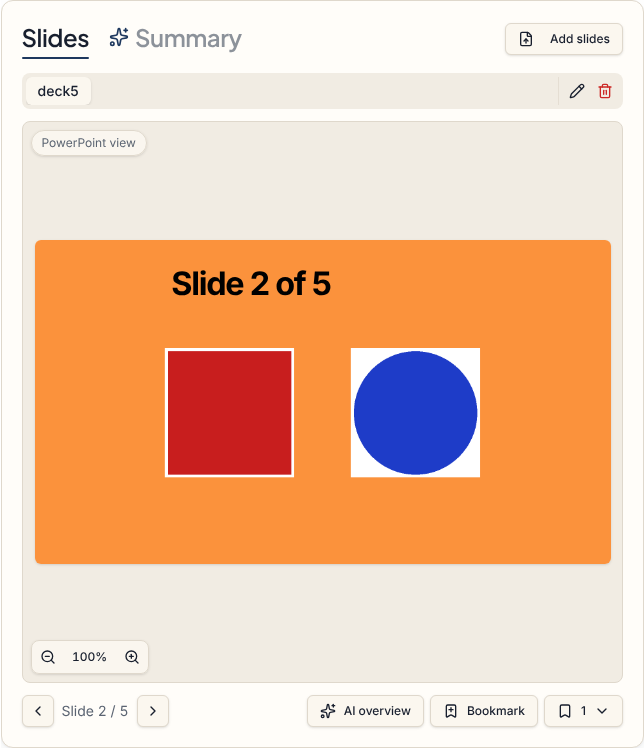 Slides
Summary
Add slides
deck5
PowerPoint view
Slide 2 of 5
100%
Slide 2 / 5
AI overview
Bookmark
1